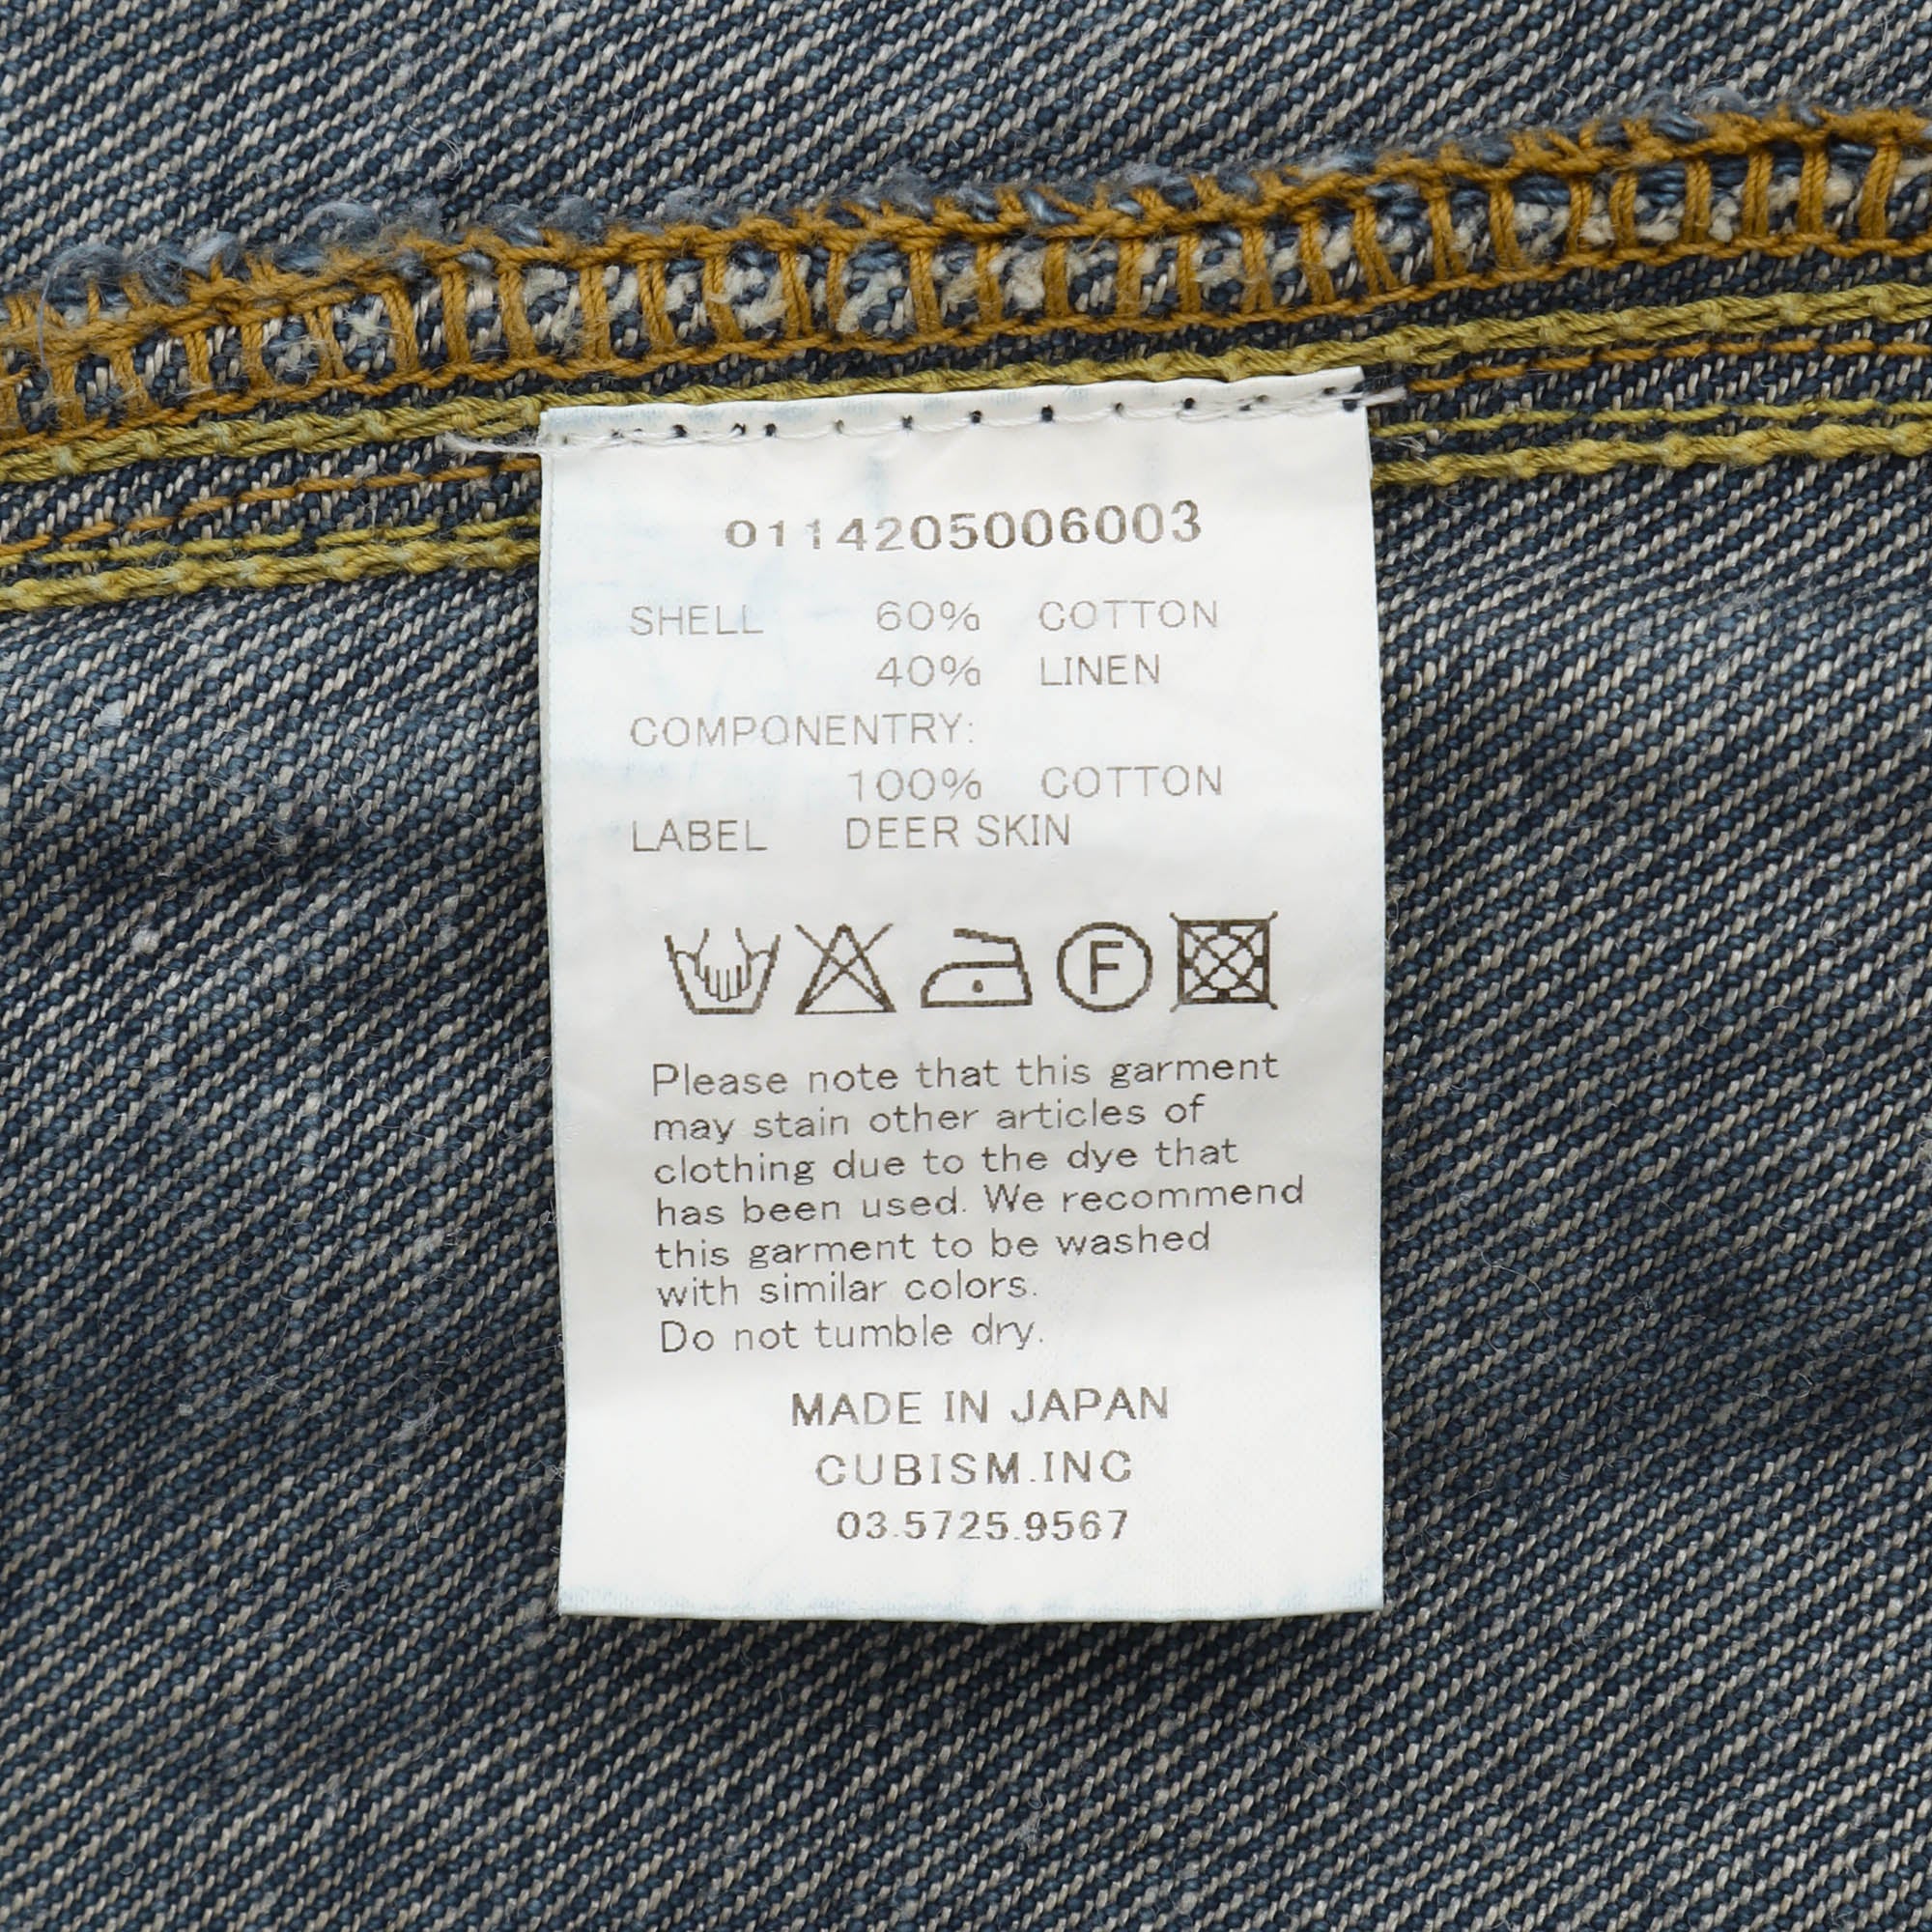 0114205006003
SHELL 60% COTTON
40% LINEN
COMPONENTRY:
100% COTTON
LABEL DEER SKIN
F
Please note that this garment
may stain other articles of
clothing due to the dye that
has been used. We recommend
this garment to be washed
with similar colors.
Do not tumble dry.
MADE IN JAPAN
CUBISM.INC
03.5725.9567